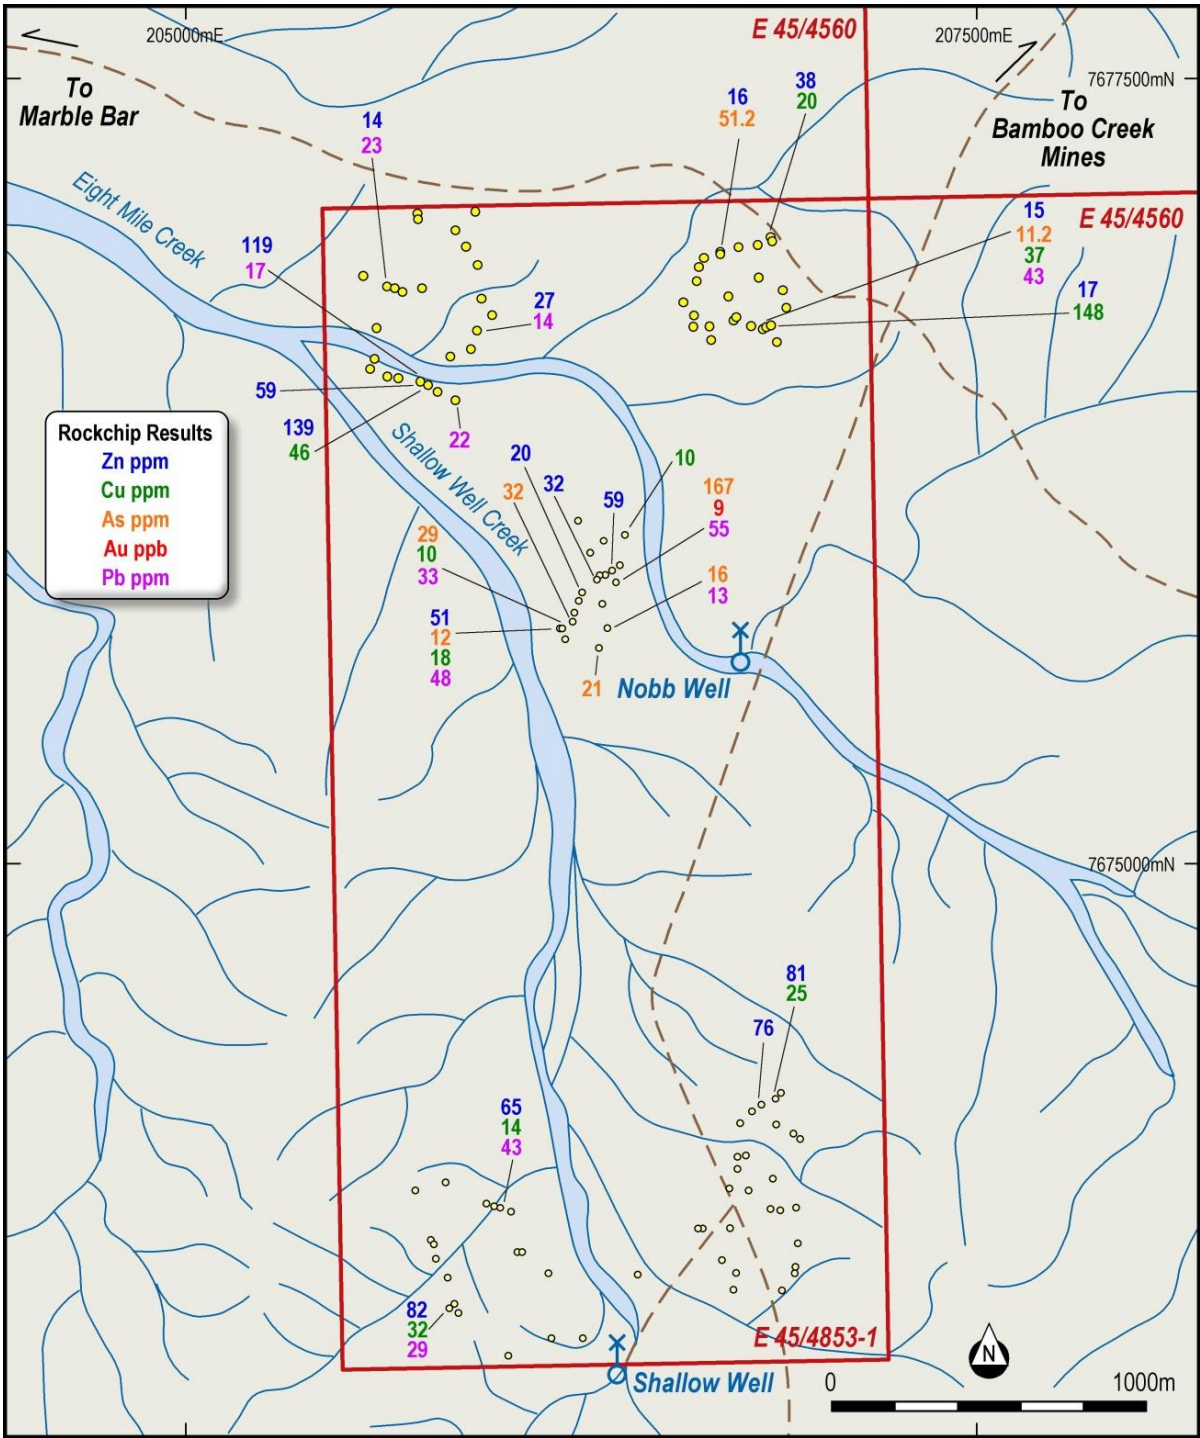 205000mE
E 45/4560
207500mE
7677500mN
To
Marble Bar
To
Bamboo Creek
Mines
14
23
16
51.2
38
20
Eight Mile Creek
E 45/4560
15
11.2
37
43
17
148
119
17
27
14
59
139
46
22
Rockchip Results
Zn ppm
Cu ppm
As ppm
Au ppb
Pb ppm
Shallow Well Creek
20
32
32
59
10
167
9
55
29
10
33
16
13
51
12
18
48
21
Nobb Well
7675000mN
81
25
76
65
14
43
82
32
29
E 45/4853-1
Shallow Well
N
0
1000m